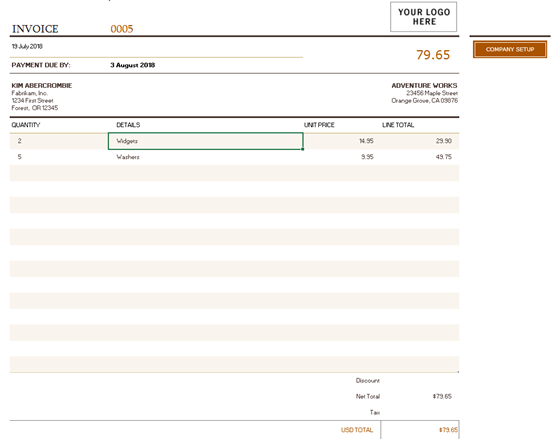 YOUR LOGO
HERE
INVOICE 0005
COMPANY SETUP
19 July 2018
79.65
PAYMENT DUE BY: 3 August 2018
KIM ABERCROMBIE ADVENTURE WORKS
Fabrikam, Inc. 23456 Maple Street
1234 First Street Orange Grove, CA 09876
Forest, OR 12345
QUANTITY DETAILS UNIT PRICE LINE TOTAL
2 Widgets 14.95 29.90
5 Washers 9.95 49.75
Discount
Net Total $79.65
Tax
USD TOTAL $79.65